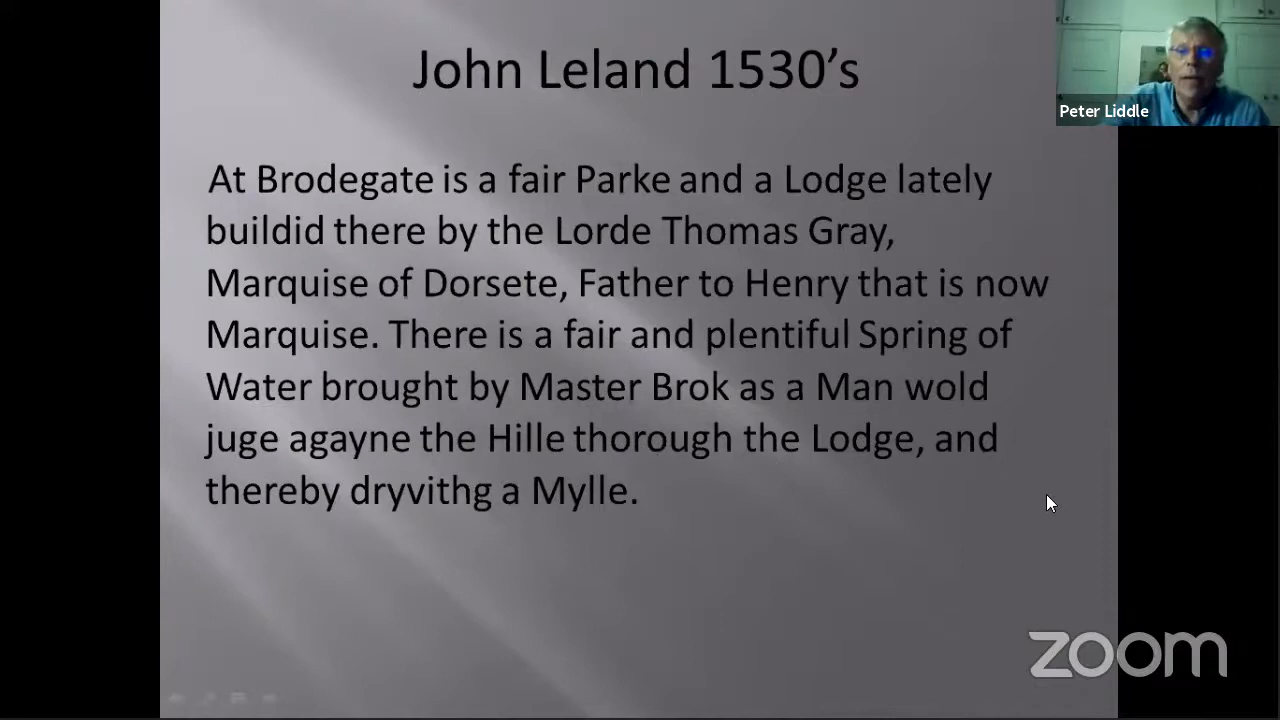 John Leland 1530’s
Peter Liddle
At Brodegate is a fair Parke and a Lodge lately
buildid there by the Lorde Thomas Gray,
Marquise of Dorsete, Father to Henry that is now
Marquise. There is a fair and plentiful Spring of
Water brought by Master Brok as a Man wold
juge agayne the Hille thorough the Lodge, and
thereby dryvithg a Mylle.
zoom